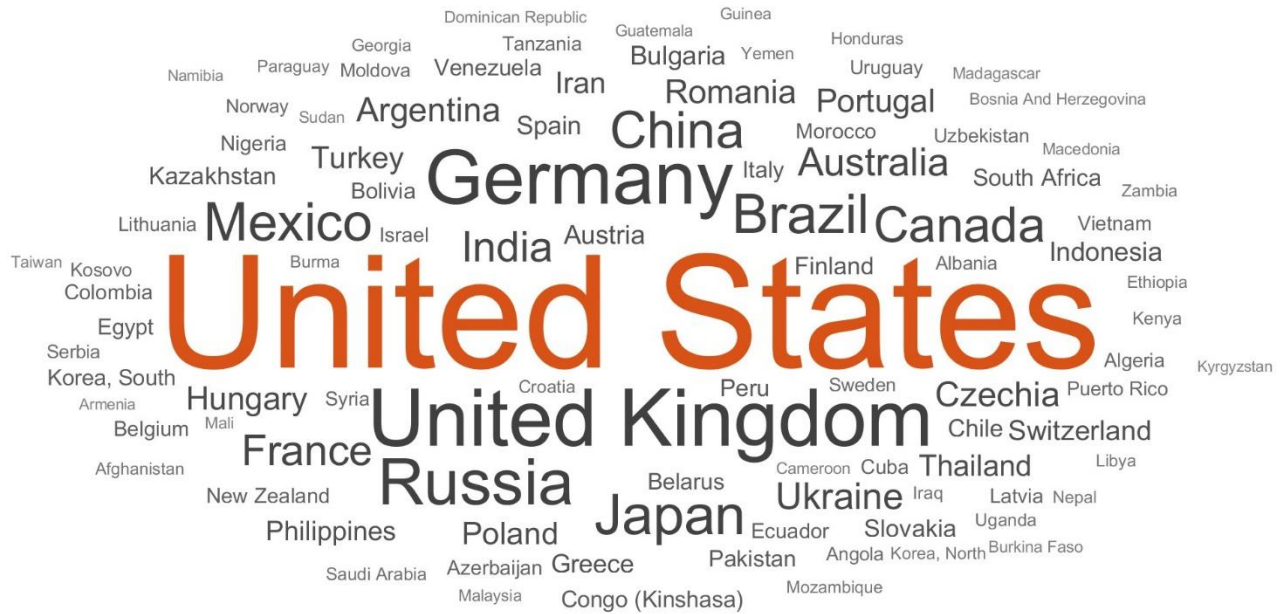 Dominican Republic
Guinea
Guatemala
Honduras
Georgia
Tanzania
Bulgaria
Yemen
Namibia
Paraguay
Moldova
Venezuela
Iran
Uruguay
Madagascar
Norway
Sudan
Argentina
Romania
Portugal
Bosnia And Herzegovina
Nigeria
Spain
China
Morocco
Uzbekistan
Kazakhstan
Turkey
Germany
Italy
Australia
Macedonia
South Africa
Bolivia
Zambia
Lithuania
Mexico
Israel
India
Austria
Brazil
Canada
Vietnam
Indonesia
Taiwan
Kosovo
Burma
United States
Finland
Albania
Ethiopia
Colombia
Egypt
Kenya
Serbia
Algeria
Kyrgyzstan
Korea, South
Hungary
Syria
Croatia
Peru
Sweden
Czechia
Puerto Rico
Armenia
Mali
United Kingdom
Belgium
France
Chile
Switzerland
Afghanistan
Russia
Belarus
Cameroon
Cuba
Thailand
Libya
New Zealand
Japan
Ukraine
Iraq
Latvia
Nepal
Philippines
Poland
Ecuador
Slovakia
Uganda
Saudi Arabia
Azerbaijan
Greece
Pakistan
Angola
Korea, North
Burkina Faso
Malaysia
Congo (Kinshasa)
Mozambique